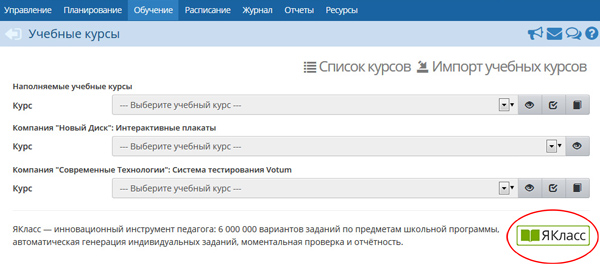 Управление Планирование Обучение Расписание Журнал Отчеты Ресурсы
Учебные курсы
Список курсов Импорт учебных курсов
Наполняемые учебные курсы
Курс --- Выберите учебный курс ---
Компания "Новый Диск": Интерактивные плакаты
Курс --- Выберите учебный курс ---
Компания "Современные Технологии": Система тестирования Votum
Курс --- Выберите учебный курс ---
ЯКласс — инновационный инструмент педагога: 6 000 000 вариантов заданий по предметам школьной программы,
автоматическая генерация индивидуальных заданий, моментальная проверка и отчётность.
ЯКласс